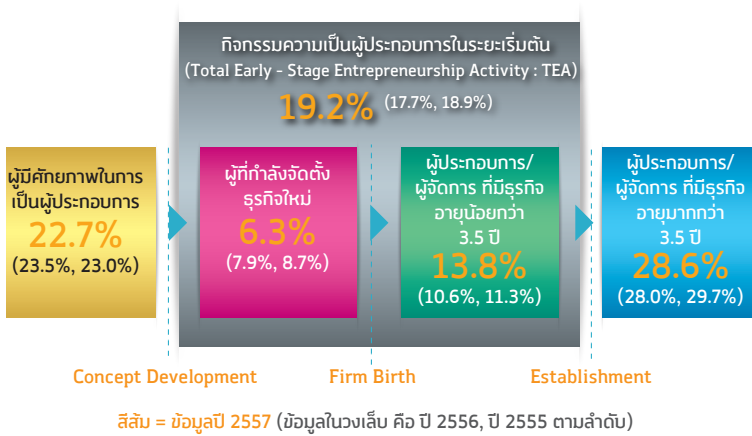 กิจกรรมความเป็นผู้ประกอบการในระยะเริ่มต้น
(Total Early - Stage Entrepreneurship Activity : TEA)
19.2% (17.7%, 18.9%)
ผู้มีศักยภาพในการ
เป็นผู้ประกอบการ
22.7%
(23.5%, 23.0%)
ผู้ที่กำลังจัดตั้ง
ธุรกิจใหม่
6.3%
(7.9%, 8.7%)
ผู้ประกอบการ/
ผู้จัดการ ที่มีธุรกิจ
อายุน้อยกว่า
3.5 ปี
13.8%
(10.6%, 11.3%)
ผู้ประกอบการ/
ผู้จัดการ ที่มีธุรกิจ
อายุมากกว่า
3.5 ปี
28.6%
(28.0%, 29.7%)
Concept Development
Firm Birth
Establishment
สีส้ม = ข้อมูลปี 2557 (ข้อมูลในวงเล็บ คือ ปี 2556, ปี 2555 ตามลำดับ)